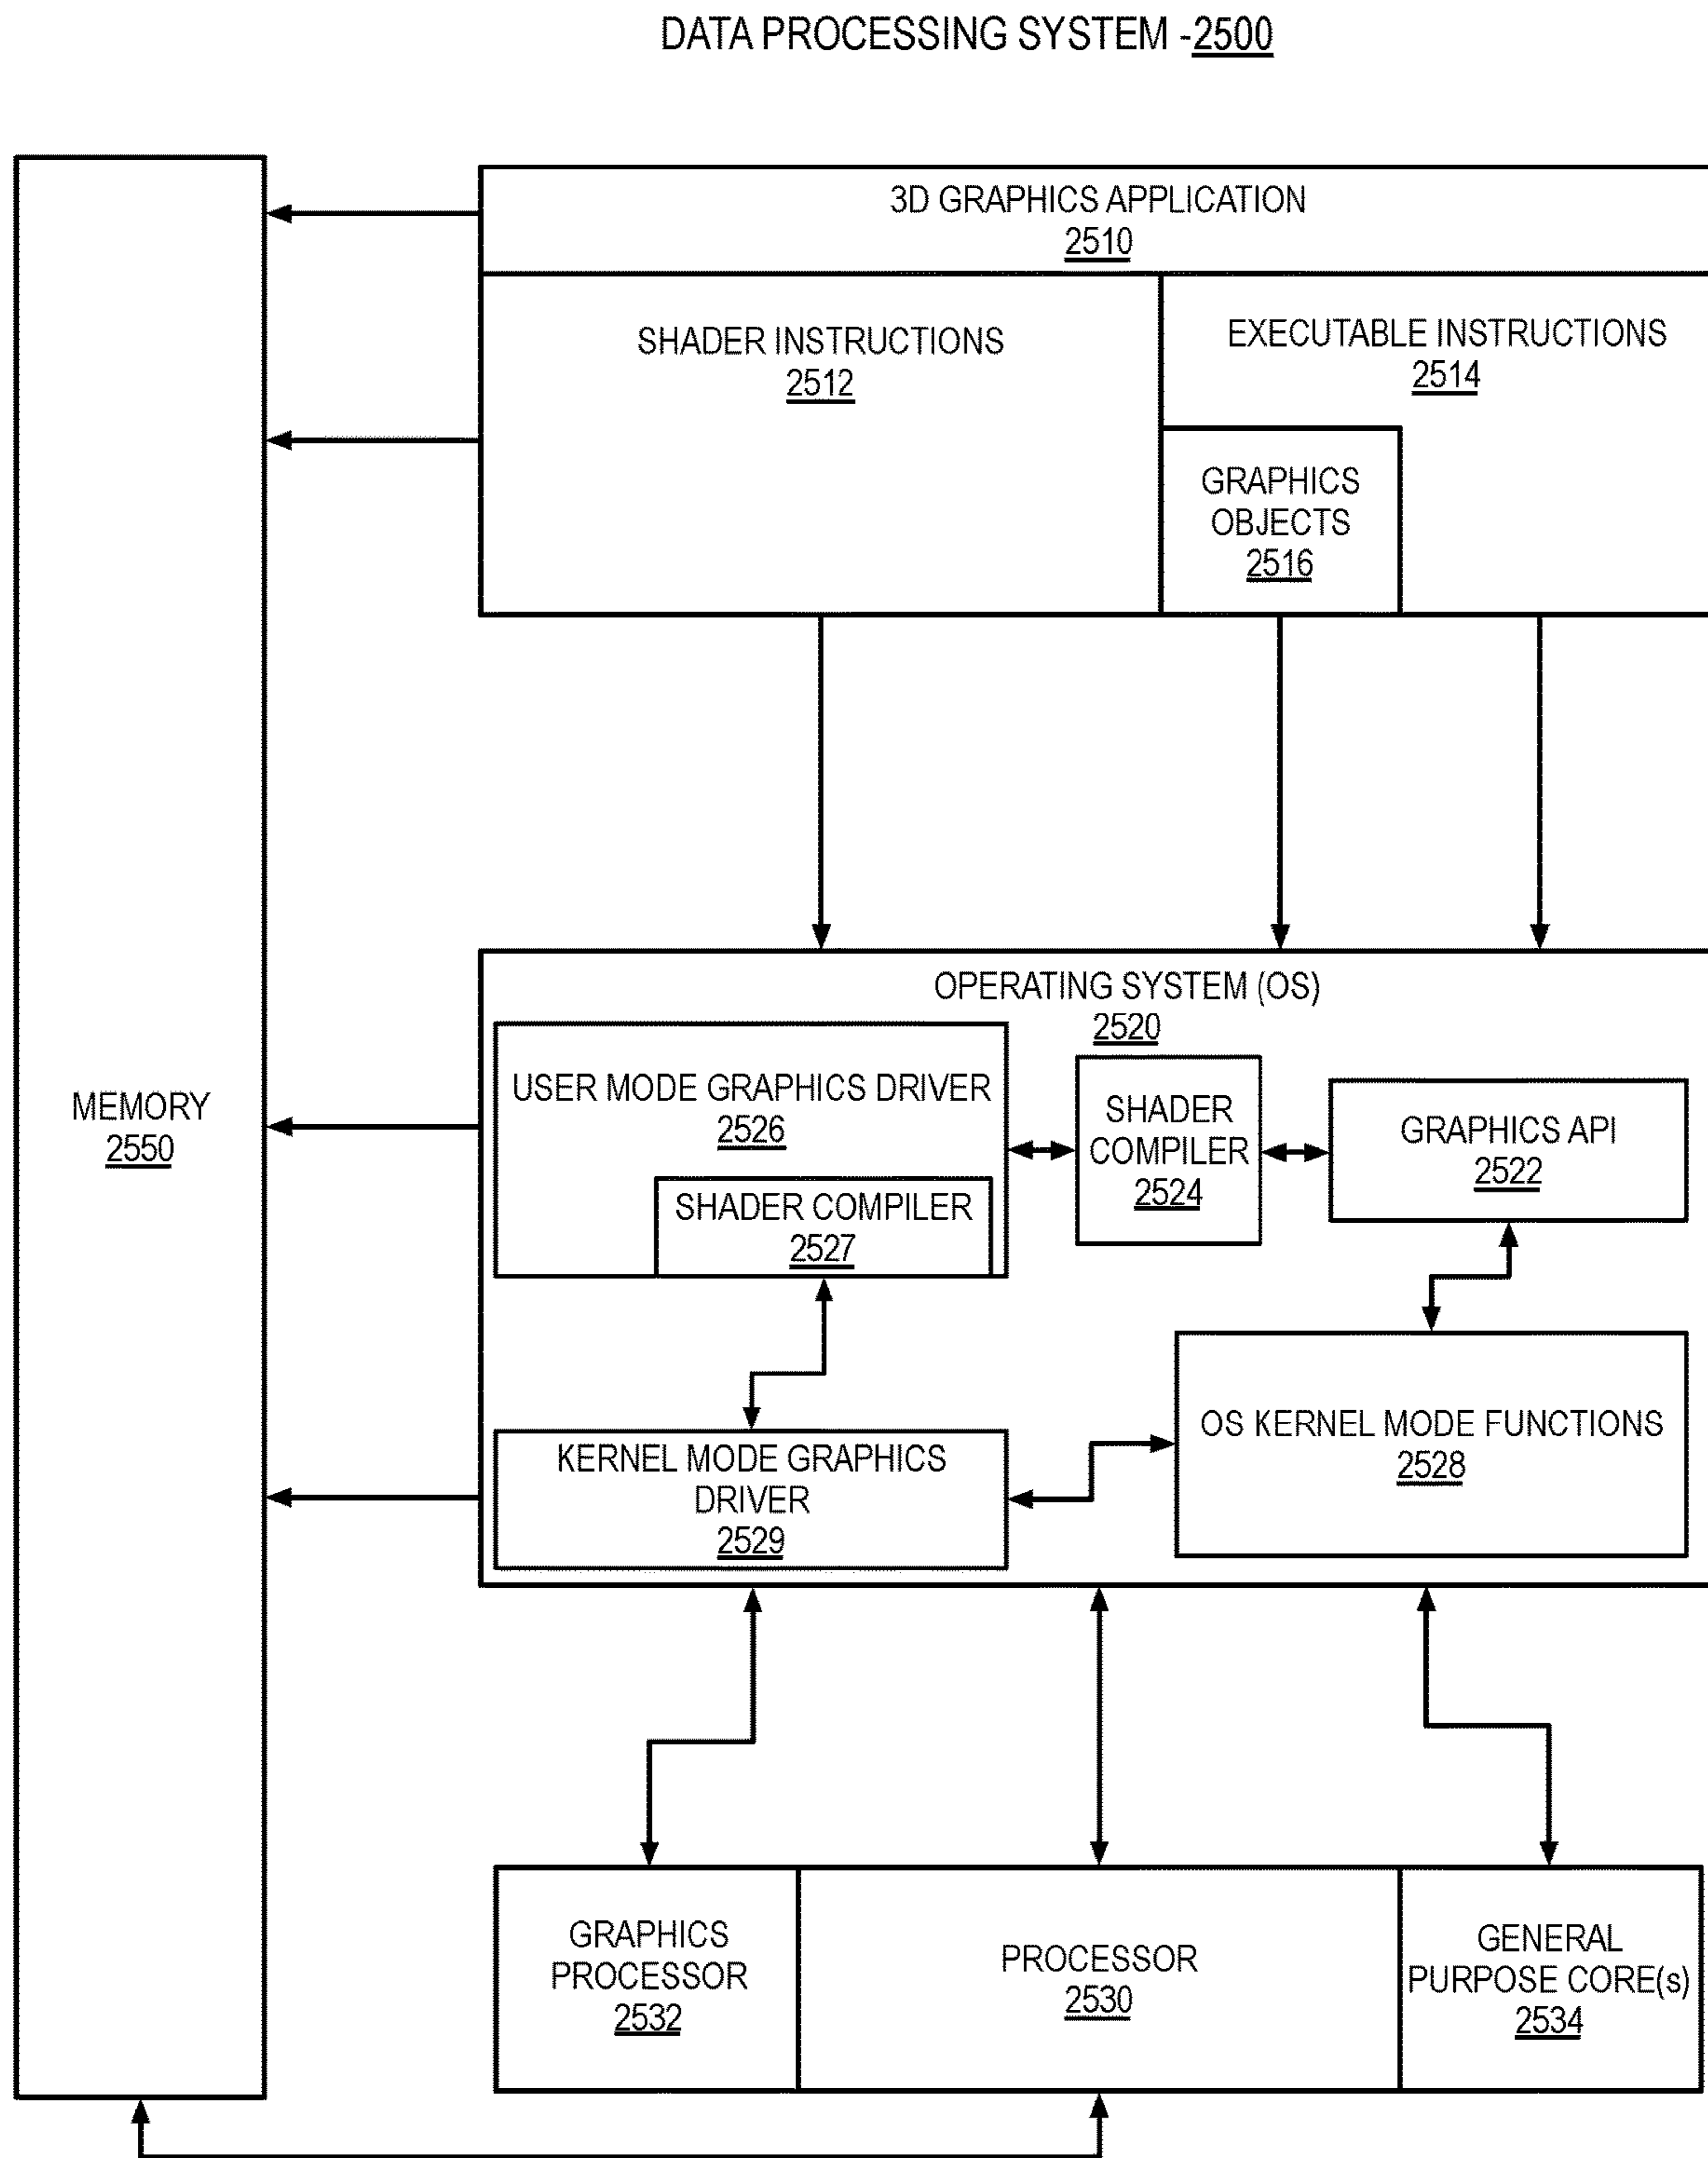 DATA PROCESSING SYSTEM -2500
3D GRAPHICS APPLICATION
2510
SHADER INSTRUCTIONS
2512
EXECUTABLE INSTRUCTIONS
2514
GRAPHICS
OBJECTS
2516
MEMORY
2550
OPERATING SYSTEM (OS)
2520
USER MODE GRAPHICS DRIVER
2526
SHADER COMPILER
2527
SHADER
COMPILER
2524
GRAPHICS API
2522
KERNEL MODE GRAPHICS
DRIVER
2529
OS KERNEL MODE FUNCTIONS
2528
GRAPHICS
PROCESSOR
2532
PROCESSOR
2530
GENERAL
PURPOSE CORE(s)
2534